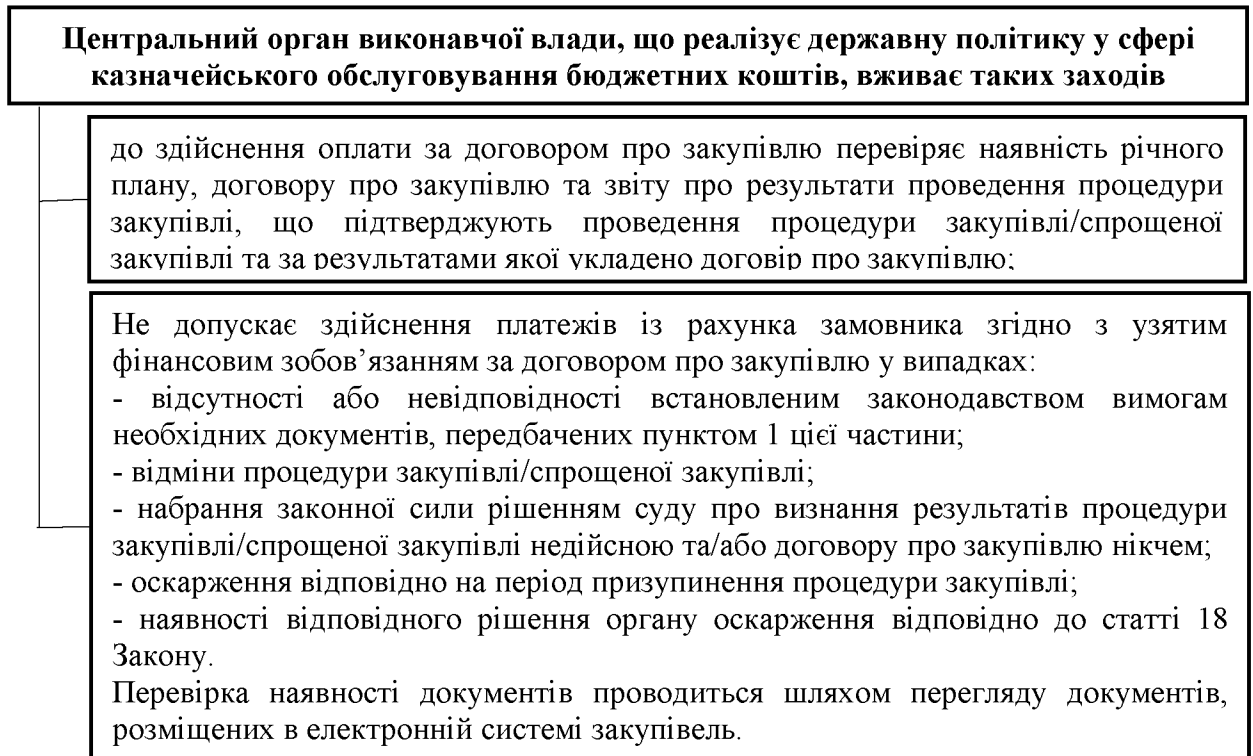 Центральний орган виконавчої влади, що реалізує державну політику у сфері
казначейського обслуговування бюджетних коштів, вживає таких заходів
до здійснення оплати за договором про закупівлю перевіряє наявність річного
плану, договору про закупівлю та звіту про результати проведення процедури
закупівлі, що підтверджують проведення процедури закупівлі/спрощеної
закупівлі та за результатами якої укладено договір про закупівлю;
Не допускає здійснення платежів із рахунка замовника згідно з узятим
фінансовим зобов’язанням за договором про закупівлю у випадках:
- відсутності або невідповідності встановленим законодавством вимогам
необхідних документів, передбачених пунктом 1 цієї частини;
- відміни процедури закупівлі/спрощеної закупівлі;
- набрання законної сили рішенням суду про визнання результатів процедури
закупівлі/спрощеної закупівлі недійсною та/або договору про закупівлю нікчем;
- оскарження відповідно на період призупинення процедури закупівлі;
- наявності відповідного рішення органу оскарження відповідно до статті 18
Закону.
Перевірка наявності документів проводиться шляхом перегляду документів,
розміщених в електронній системі закупівель.